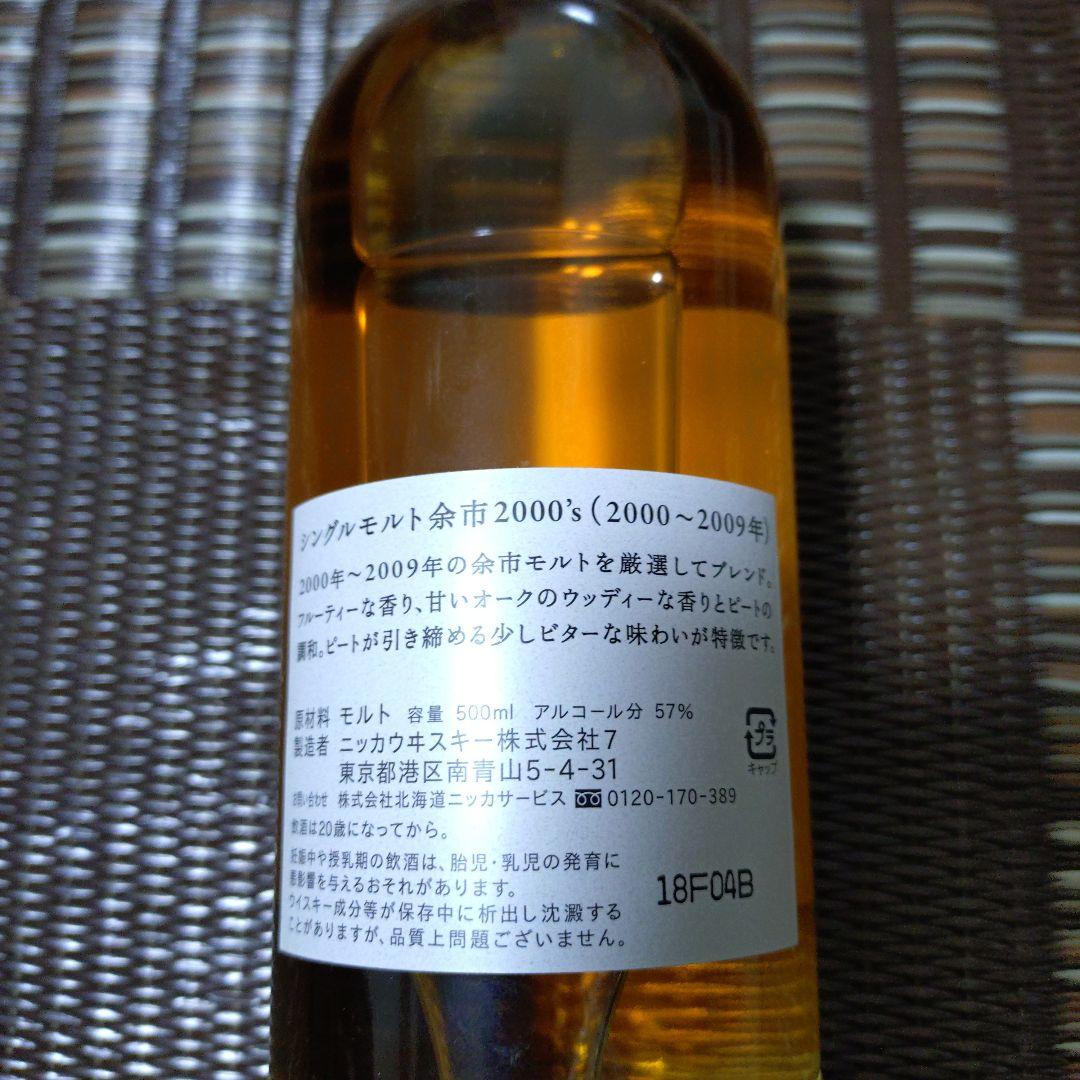 シングルモルト余市2000's(2000～2009年)
2000年～2009年の余市モルトを厳選してブレンド。
フルーティーな香り、甘いオークのウッディーな香りとピートの
調和。ピートが引き締める少しビターな味わいが特徴です。
原材料 モルト 容量 500ml アルコール分 57%
製造者 ニッカウヰスキー株式会社7
東京都港区南青山5-4-31
お問い合わせ 株式会社北海道ニッカサービス 0120-170-389
飲酒は20歳になってから。
妊娠中や授乳期の飲酒は、胎児・乳児の発育に
悪影響を与えるおそれがあります。
ウイスキー成分等が保存中に析出し沈澱する
ことがありますが、品質上問題ございません。
プラ
キャップ
18F04B